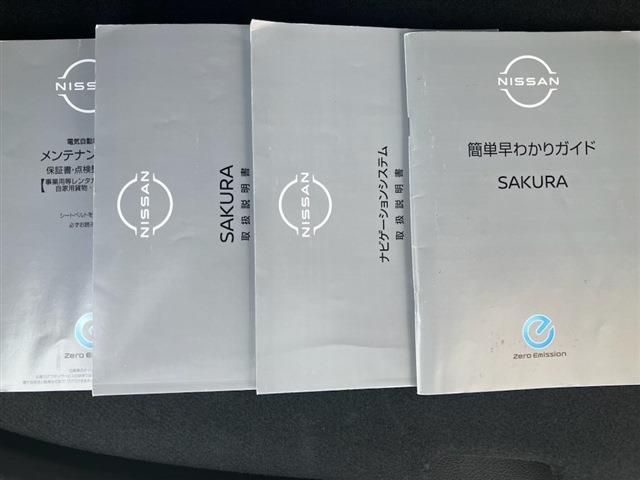 NISSAN
電気自動
メンテナン
保証書・点検
【事業用等レンタ
自家用貨物・
シートベルトを
必ずお読み
Zero Emission
NISSAN
SAKURA
取扱説明書
NISSAN
ナビゲーションシステム
取扱説明書
NISSAN
簡単早わかりガイド
SAKURA
Zero Emission